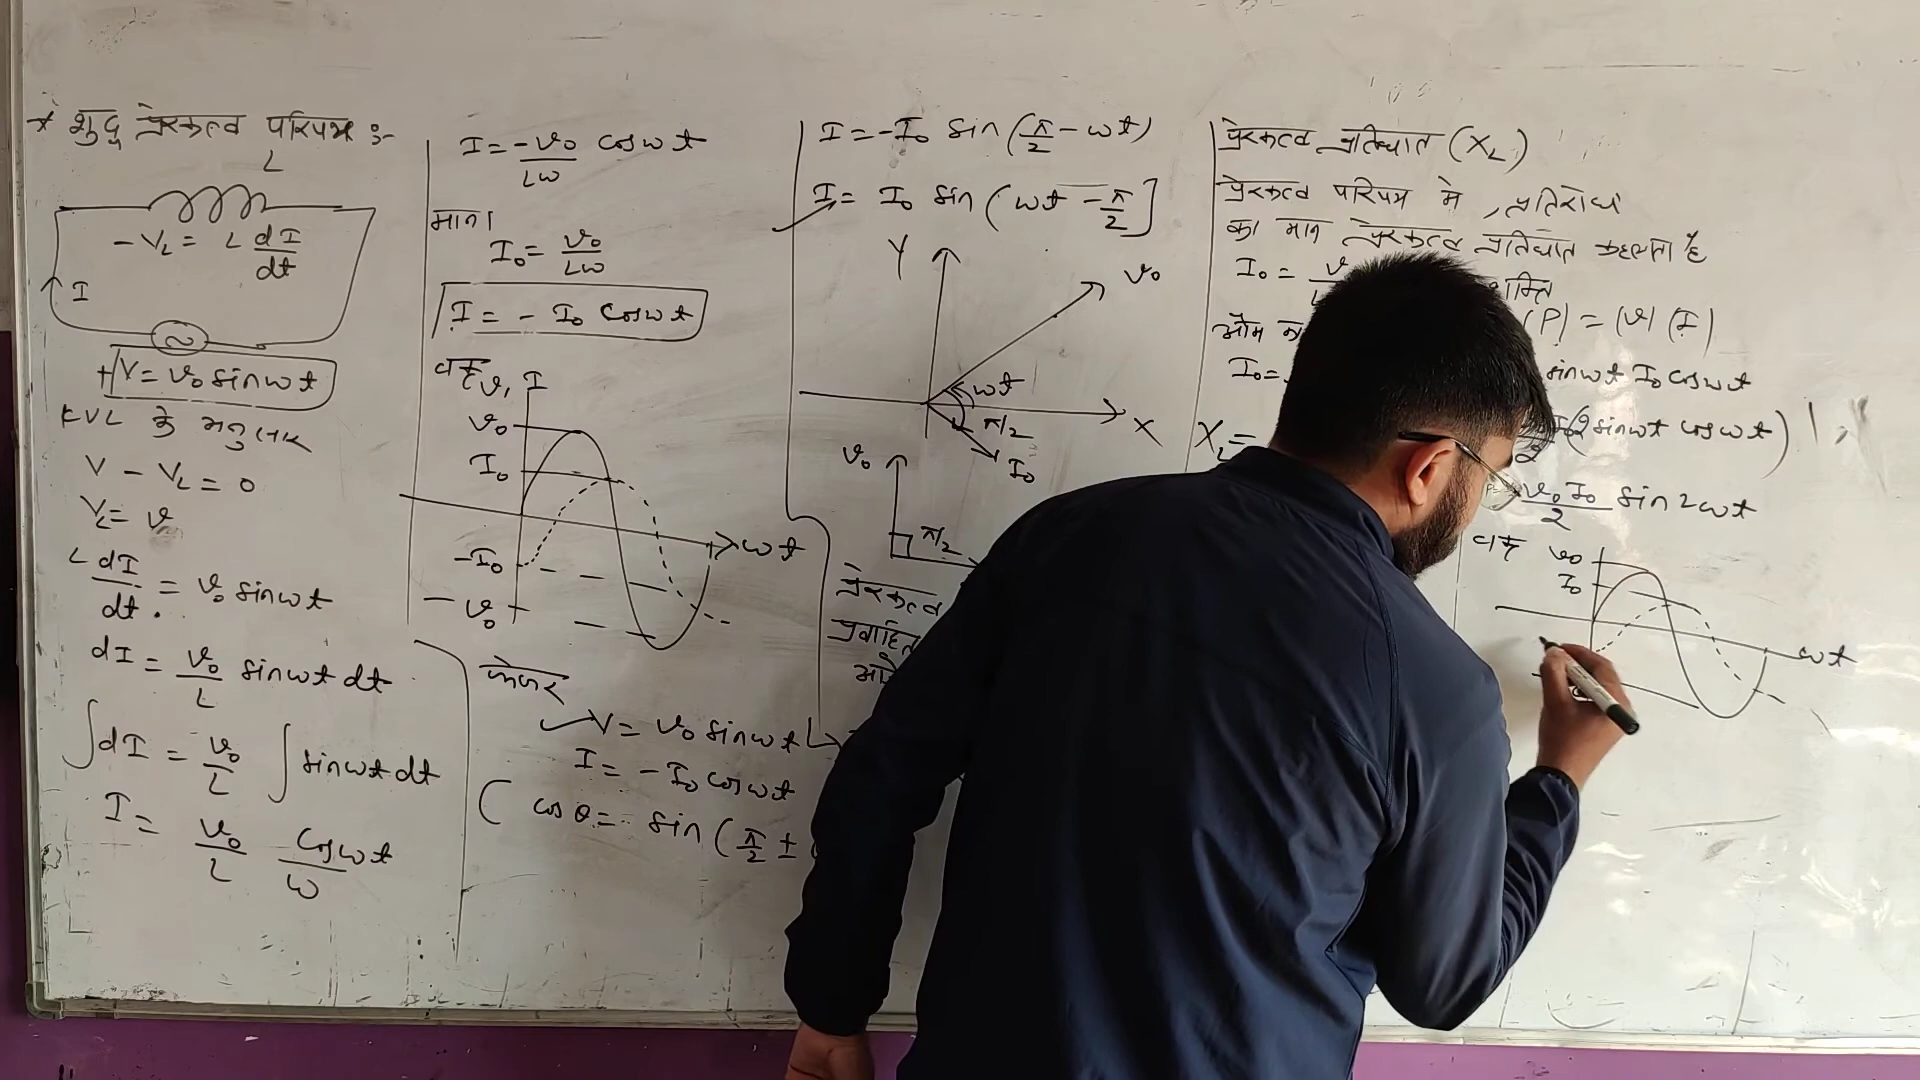 * शुद्ध प्रेरकत्व परिपथ :-
L
- V_L = L dI/dt
I
+ V = v₀ sinωt
KVL के अनुसार
V - V_L = 0
V_L = v
L dI/dt = v₀ sinωt
dI = v₀/L sinωt dt
∫dI = v₀/L ∫sinωt dt
I = v₀/L cosωt/ω
I = -v₀/Lω cosωt
माना
I₀ = v₀/Lω
I = - I₀ cosωt
वक्र v, I
v₀
I₀
-I₀
- v₀
ωt
फेजर
V = v₀ sinωt
I = - I₀ cosωt
( cosθ = sin(π/2 ±
I = -I₀ sin(π/2 - ωt)
I = I₀ sin(ωt - π/2]
Y
v₀
ωt
π/2
X
I₀
v₀
π/2
प्रेरकत्व
प्रवाहित
प्रेरकत्व प्रतिघात (X_L)
प्रेरकत्व परिपथ में प्रतिरोध
का मान प्रेरकत्व प्रतिघात कहलाता है
I₀ = v
ओम
I₀ =
X_L =
(P) = (v) (I)
sinωt I₀ cosωt
(2 sinωt cosωt)
v₀I₀/2 sin2ωt
वक्र v₀
I₀
ωt